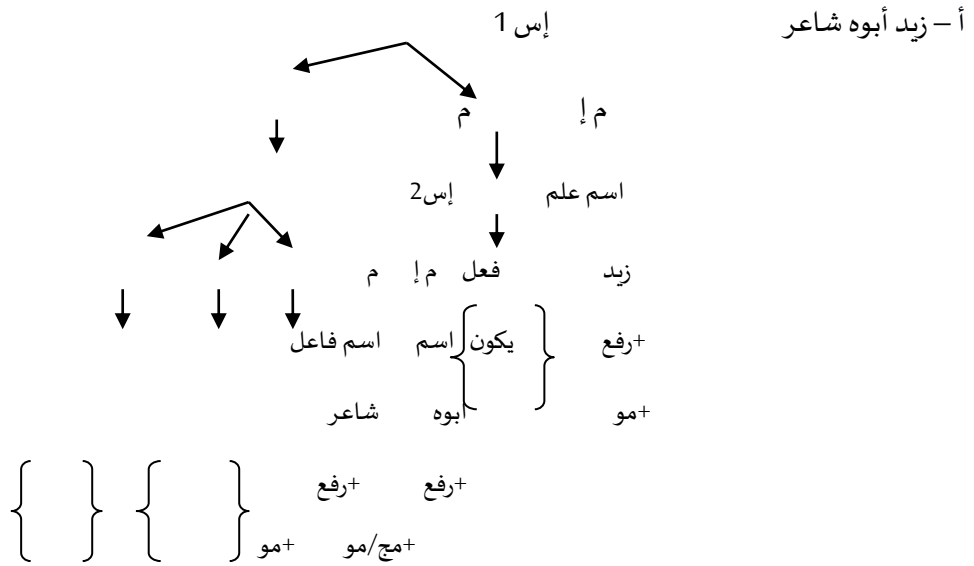 أ – زيد أبوه شاعر إس 1
م إ م
اسم علم إس2
زيد فعل م إ م
+رفع يكون اسم اسم فاعل
+مو أبوه شاعر
+رفع +رفع
+مج/مو +مو